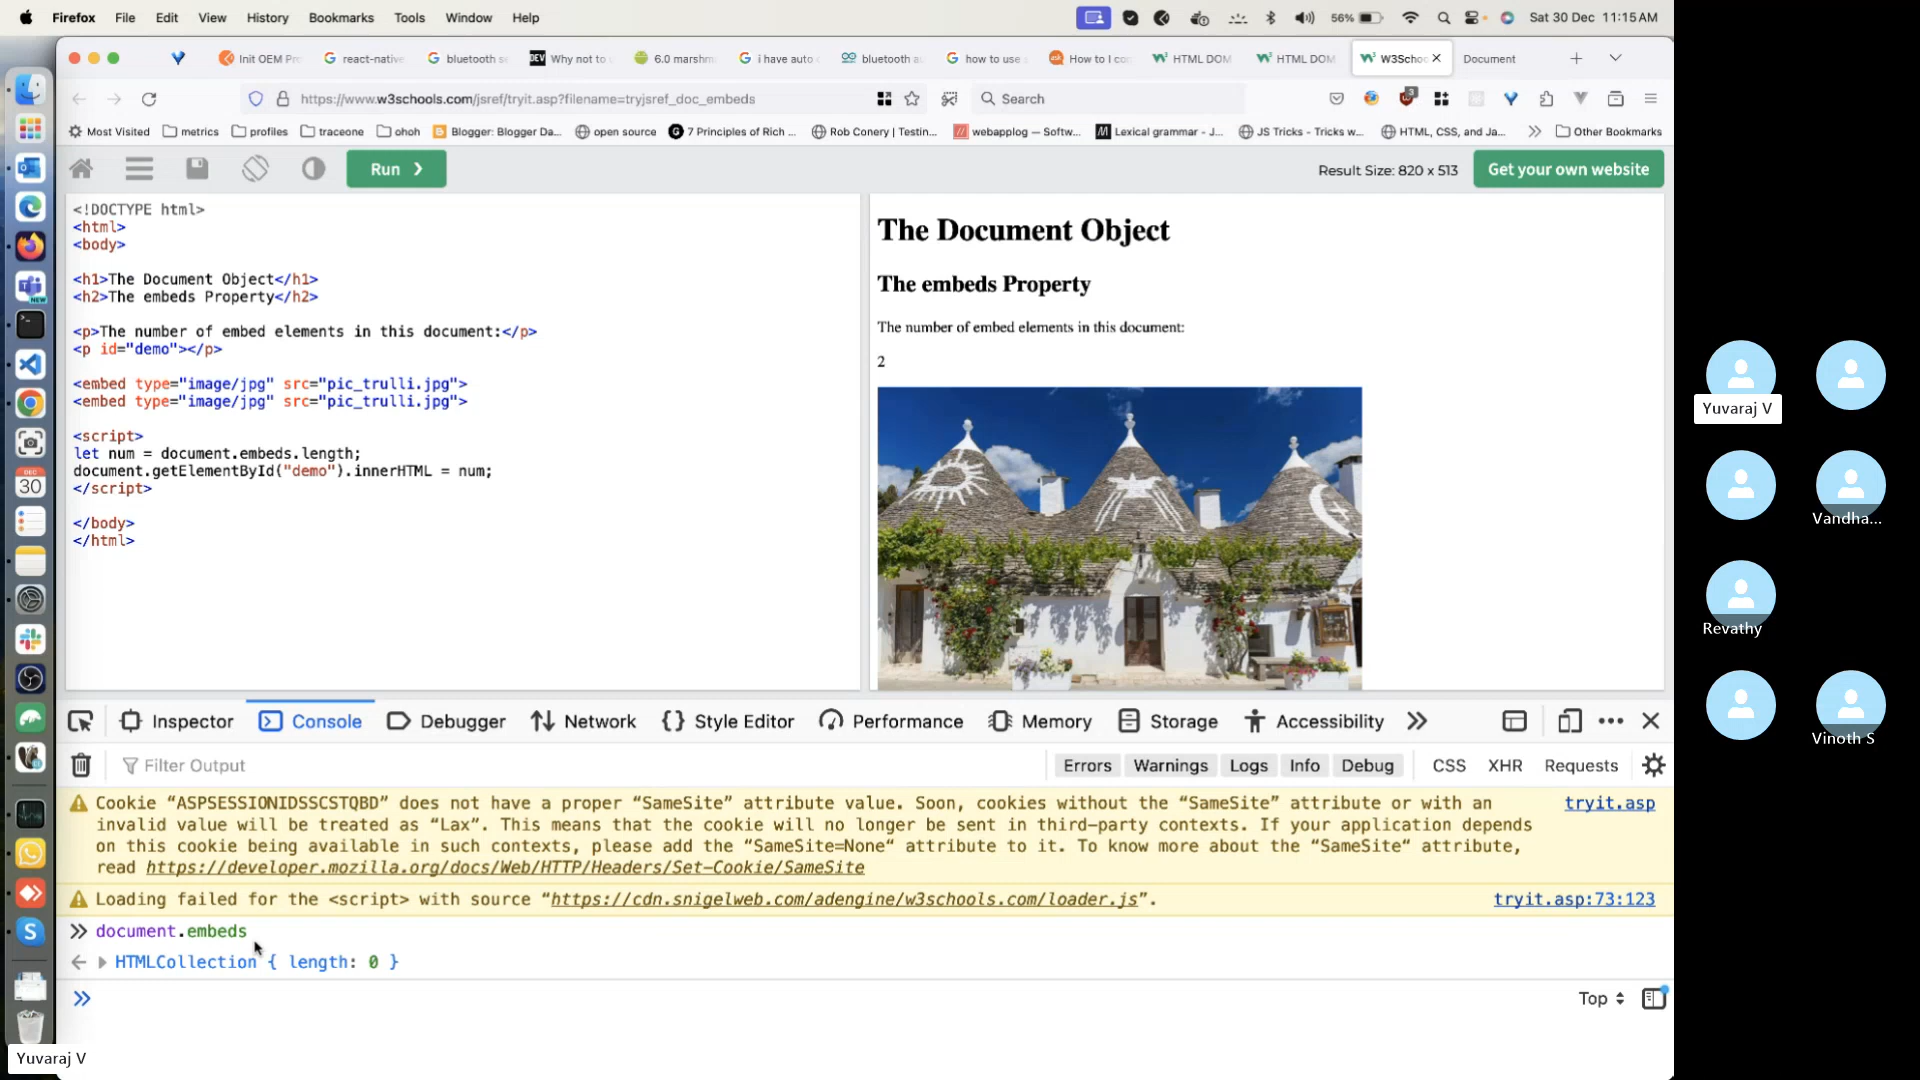 Firefox File Edit View History Bookmarks Tools Window Help 56% Sat 30 Dec 11:15 AM
Init OEM Pro react-native bluetooth se DEV Why not to 6.0 marshm i have auto bluetooth a how to use How to I co HTML DOM HTML DOM W3Schoo Document
https://www.w3schools.com/jsref/tryit.asp?filename=tryjsref_doc_embeds Search 3
Most Visited metrics profiles traceone ohoh Blogger: Blogger Da... open source 7 Principles of Rich ... Rob Conery | Testin... webapplog — Softw... Lexical grammar - J... JS Tricks - Tricks w... HTML, CSS, and Ja... Other Bookmarks
Run ❯ Result Size: 820 x 513 Get your own website
<!DOCTYPE html>
<html>
<body>
<h1>The Document Object</h1>
<h2>The embeds Property</h2>
<p>The number of embed elements in this document:</p>
<p id="demo"></p>
<embed type="image/jpg" src="pic_trulli.jpg">
<embed type="image/jpg" src="pic_trulli.jpg">
<script>
let num = document.embeds.length;
document.getElementById("demo").innerHTML = num;
</script>
</body>
</html>
The Document Object
The embeds Property
The number of embed elements in this document:
2
Inspector Console Debugger Network Style Editor Performance Memory Storage Accessibility
Filter Output Errors Warnings Logs Info Debug CSS XHR Requests
Cookie “ASPSESSIONIDSSCSTQBD” does not have a proper “SameSite” attribute value. Soon, cookies without the “SameSite” attribute or with an tryit.asp
invalid value will be treated as “Lax”. This means that the cookie will no longer be sent in third-party contexts. If your application depends
on this cookie being available in such contexts, please add the “SameSite=None“ attribute to it. To know more about the “SameSite“ attribute,
read https://developer.mozilla.org/docs/Web/HTTP/Headers/Set-Cookie/SameSite
Loading failed for the <script> with source “https://cdn.snigelweb.com/adengine/w3schools.com/loader.js”. tryit.asp:73:123
document.embeds
HTMLCollection { length: 0 }
Top
NEW
DEC
30
Yuvaraj V
Yuvaraj V
Vandha...
Revathy
Vinoth S